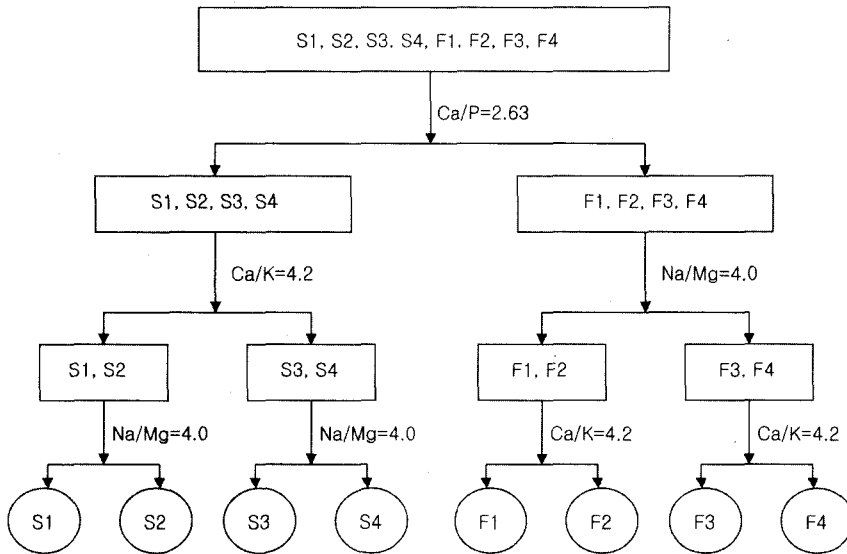 S1, S2, S3, S4, F1, F2, F3, F4
Ca/P=2.63
S1, S2, S3, S4
F1, F2, F3, F4
Ca/K=4.2
Na/Mg=4.0
S1, S2
S3, S4
F1, F2
F3, F4
Na/Mg=4.0
Na/Mg=4.0
Ca/K=4.2
Ca/K=4.2
S1
S2
S3
S4
F1
F2
F3
F4